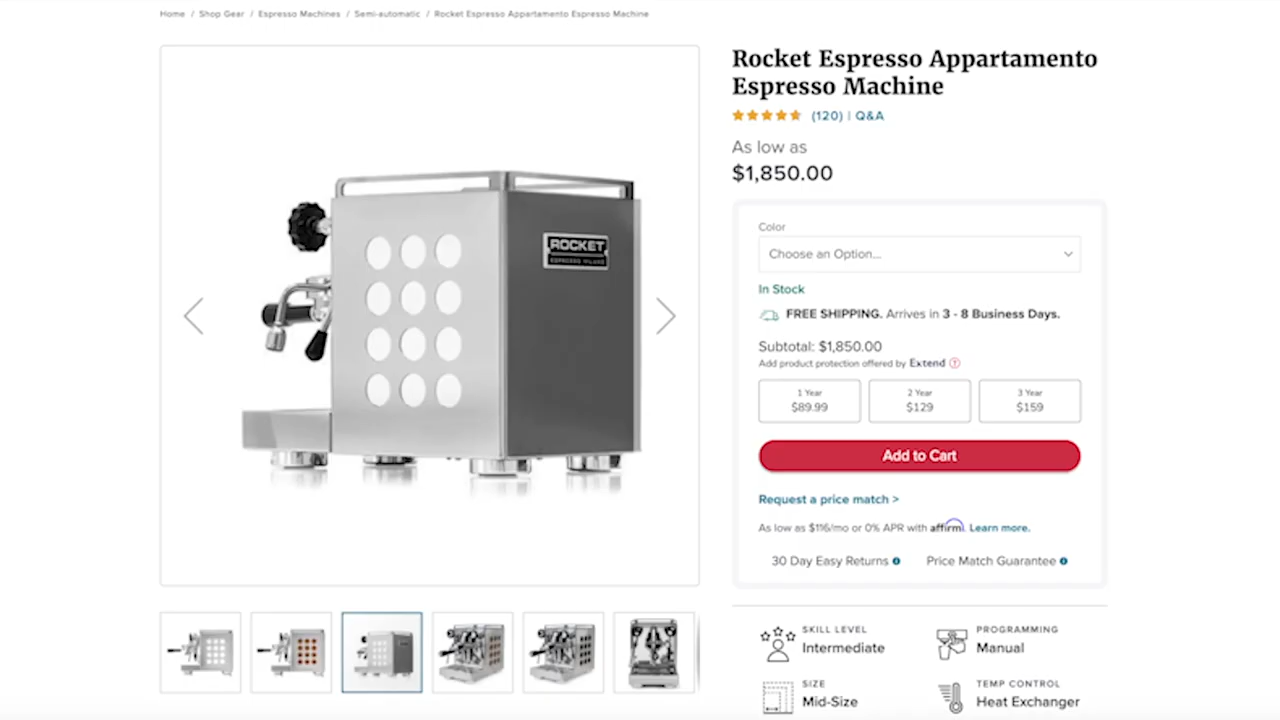 Home / Shop Gear / Espresso Machines / Semi-automatic / Rocket Espresso Appartamento Espresso Machine
Rocket Espresso Appartamento
Espresso Machine
(120) | Q&A
As low as
$1,850.00
Color
Choose an Option...
In Stock
FREE SHIPPING. Arrives in 3 - 8 Business Days.
Subtotal: $1,850.00
Add product protection offered by Extend
1 Year
$89.99
2 Year
$129
3 Year
$159
Add to Cart
Request a price match >
As low as $116/mo or 0% APR with affirm. Learn more.
30 Day Easy Returns
Price Match Guarantee
SKILL LEVEL
Intermediate
PROGRAMMING
Manual
SIZE
Mid-Size
TEMP CONTROL
Heat Exchanger
ROCKET
ESPRESSO MILANO